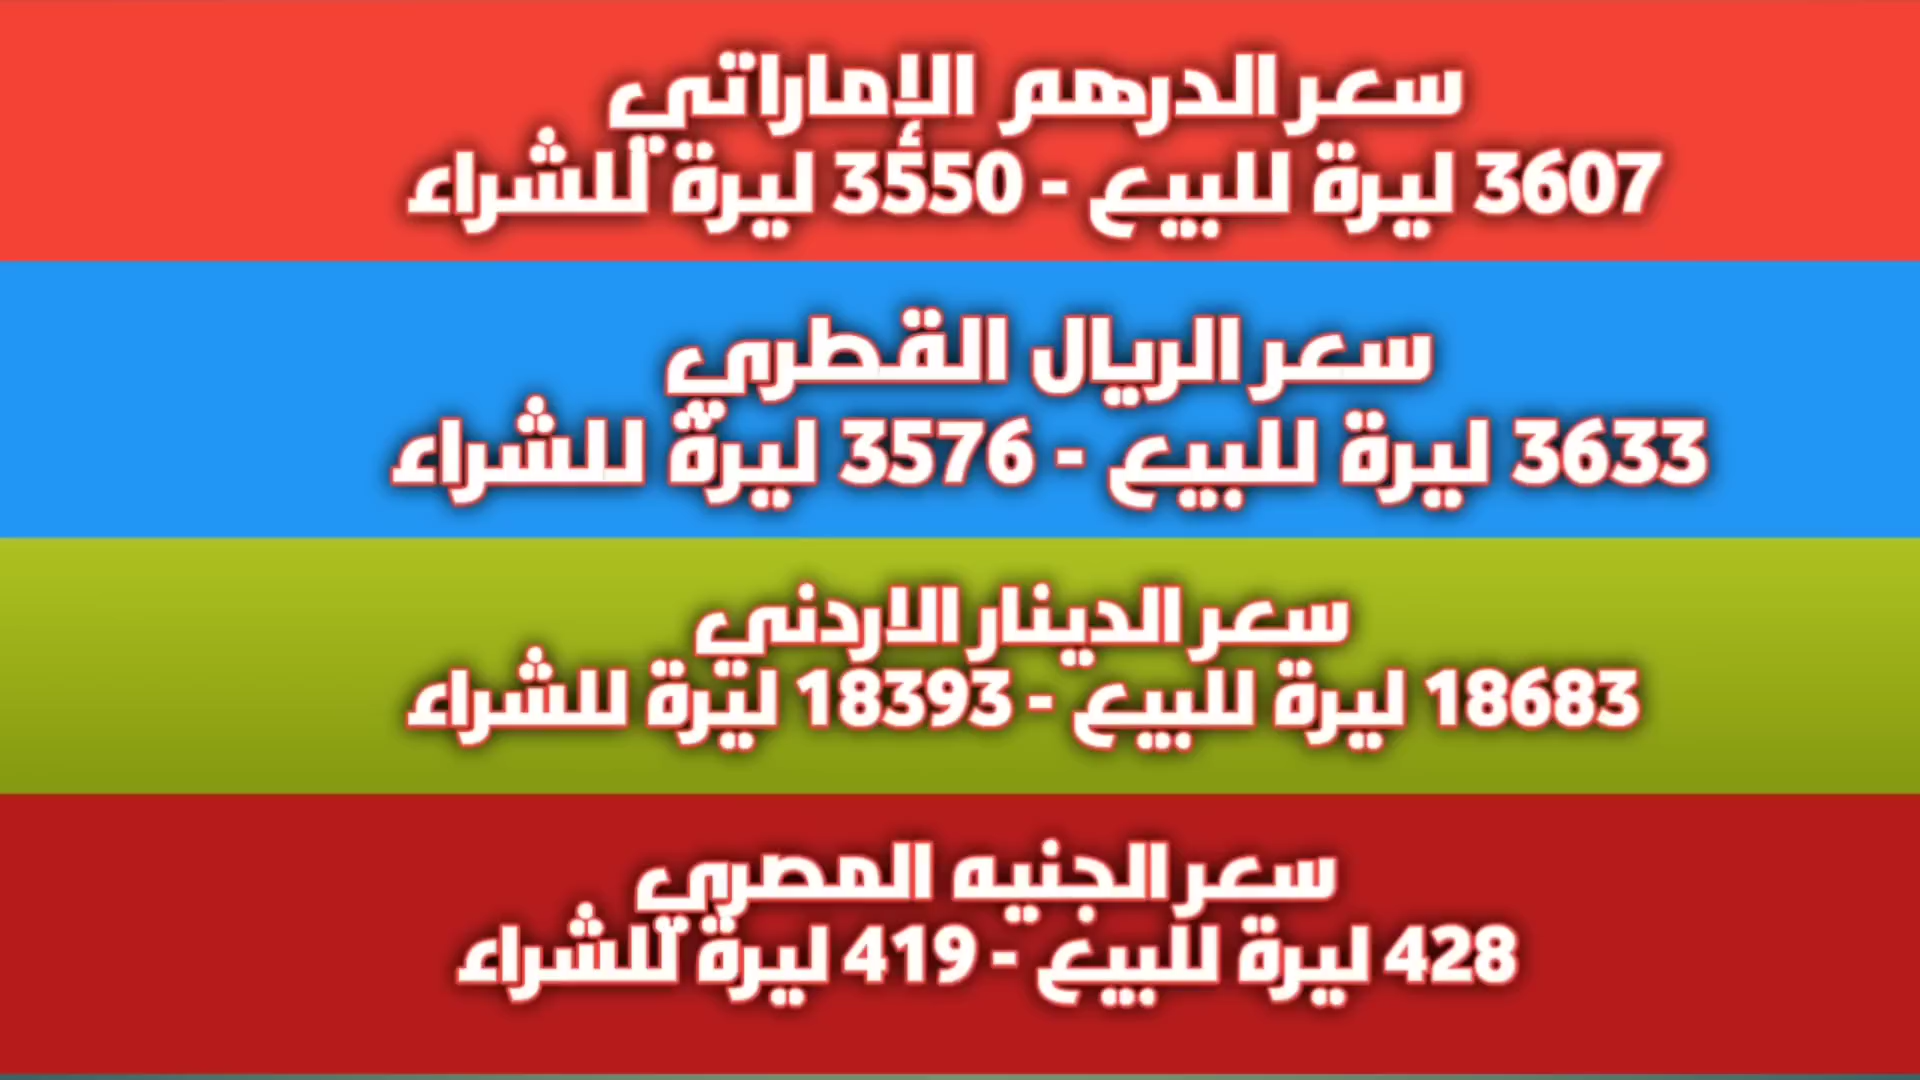 سعر الدرهم الإماراتي
3607 ليرة للبيع - 3550 ليرة للشراء
سعر الريال القطري
3633 ليرة للبيع - 3576 ليرة للشراء
سعر الدينار الاردني
18683 ليرة للبيع - 18393 ليرة للشراء
سعر الجنيه المصري
428 ليرة للبيع - 419 ليرة للشراء